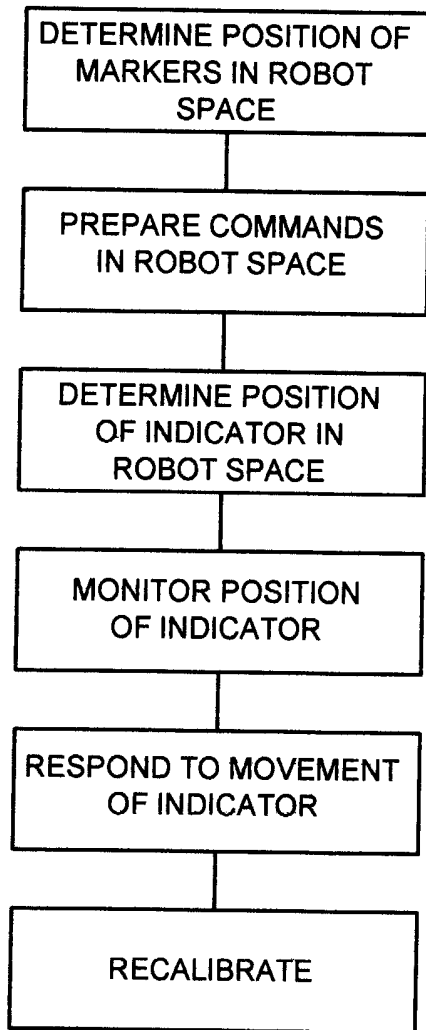 DETERMINE POSITION OF
MARKERS IN ROBOT
SPACE
PREPARE COMMANDS
IN ROBOT SPACE
DETERMINE POSITION
OF INDICATOR IN
ROBOT SPACE
MONITOR POSITION
OF INDICATOR
RESPOND TO MOVEMENT
OF INDICATOR
RECALIBRATE